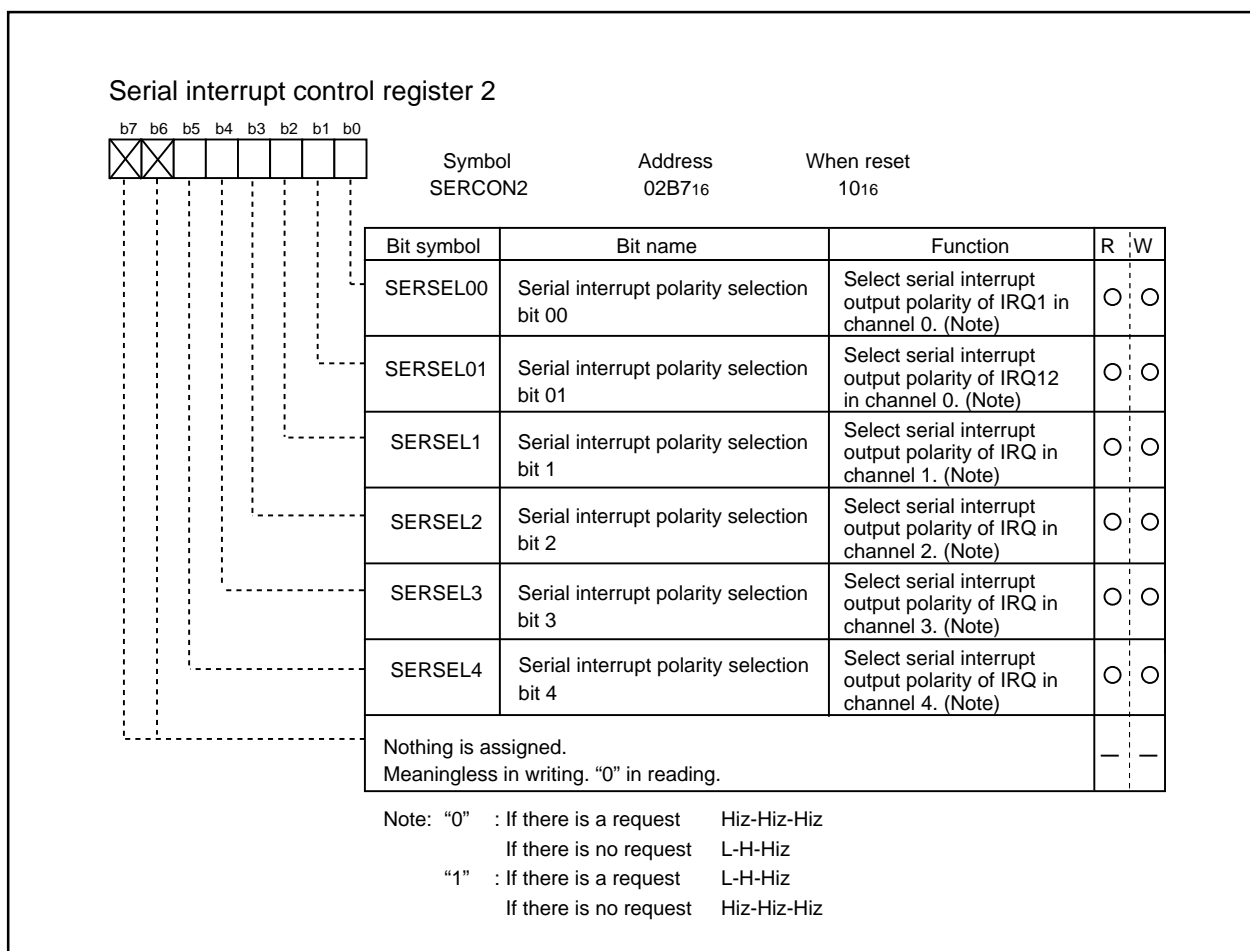 Serial interrupt control register 2
b7 b6 b5 b4 b3 b2 b1 b0
Symbol Address When reset
SERCON2 02B716 1016
Bit symbol Bit name Function R W
SERSEL00 Serial interrupt polarity selection bit 00 Select serial interrupt output polarity of IRQ1 in channel 0. (Note)
SERSEL01 Serial interrupt polarity selection bit 01 Select serial interrupt output polarity of IRQ12 in channel 0. (Note)
SERSEL1 Serial interrupt polarity selection bit 1 Select serial interrupt output polarity of IRQ in channel 1. (Note)
SERSEL2 Serial interrupt polarity selection bit 2 Select serial interrupt output polarity of IRQ in channel 2. (Note)
SERSEL3 Serial interrupt polarity selection bit 3 Select serial interrupt output polarity of IRQ in channel 3. (Note)
SERSEL4 Serial interrupt polarity selection bit 4 Select serial interrupt output polarity of IRQ in channel 4. (Note)
Nothing is assigned.
Meaningless in writing. “0” in reading. — —
Note: “0” : If there is a request Hiz-Hiz-Hiz
If there is no request L-H-Hiz
“1” : If there is a request L-H-Hiz
If there is no request Hiz-Hiz-Hiz